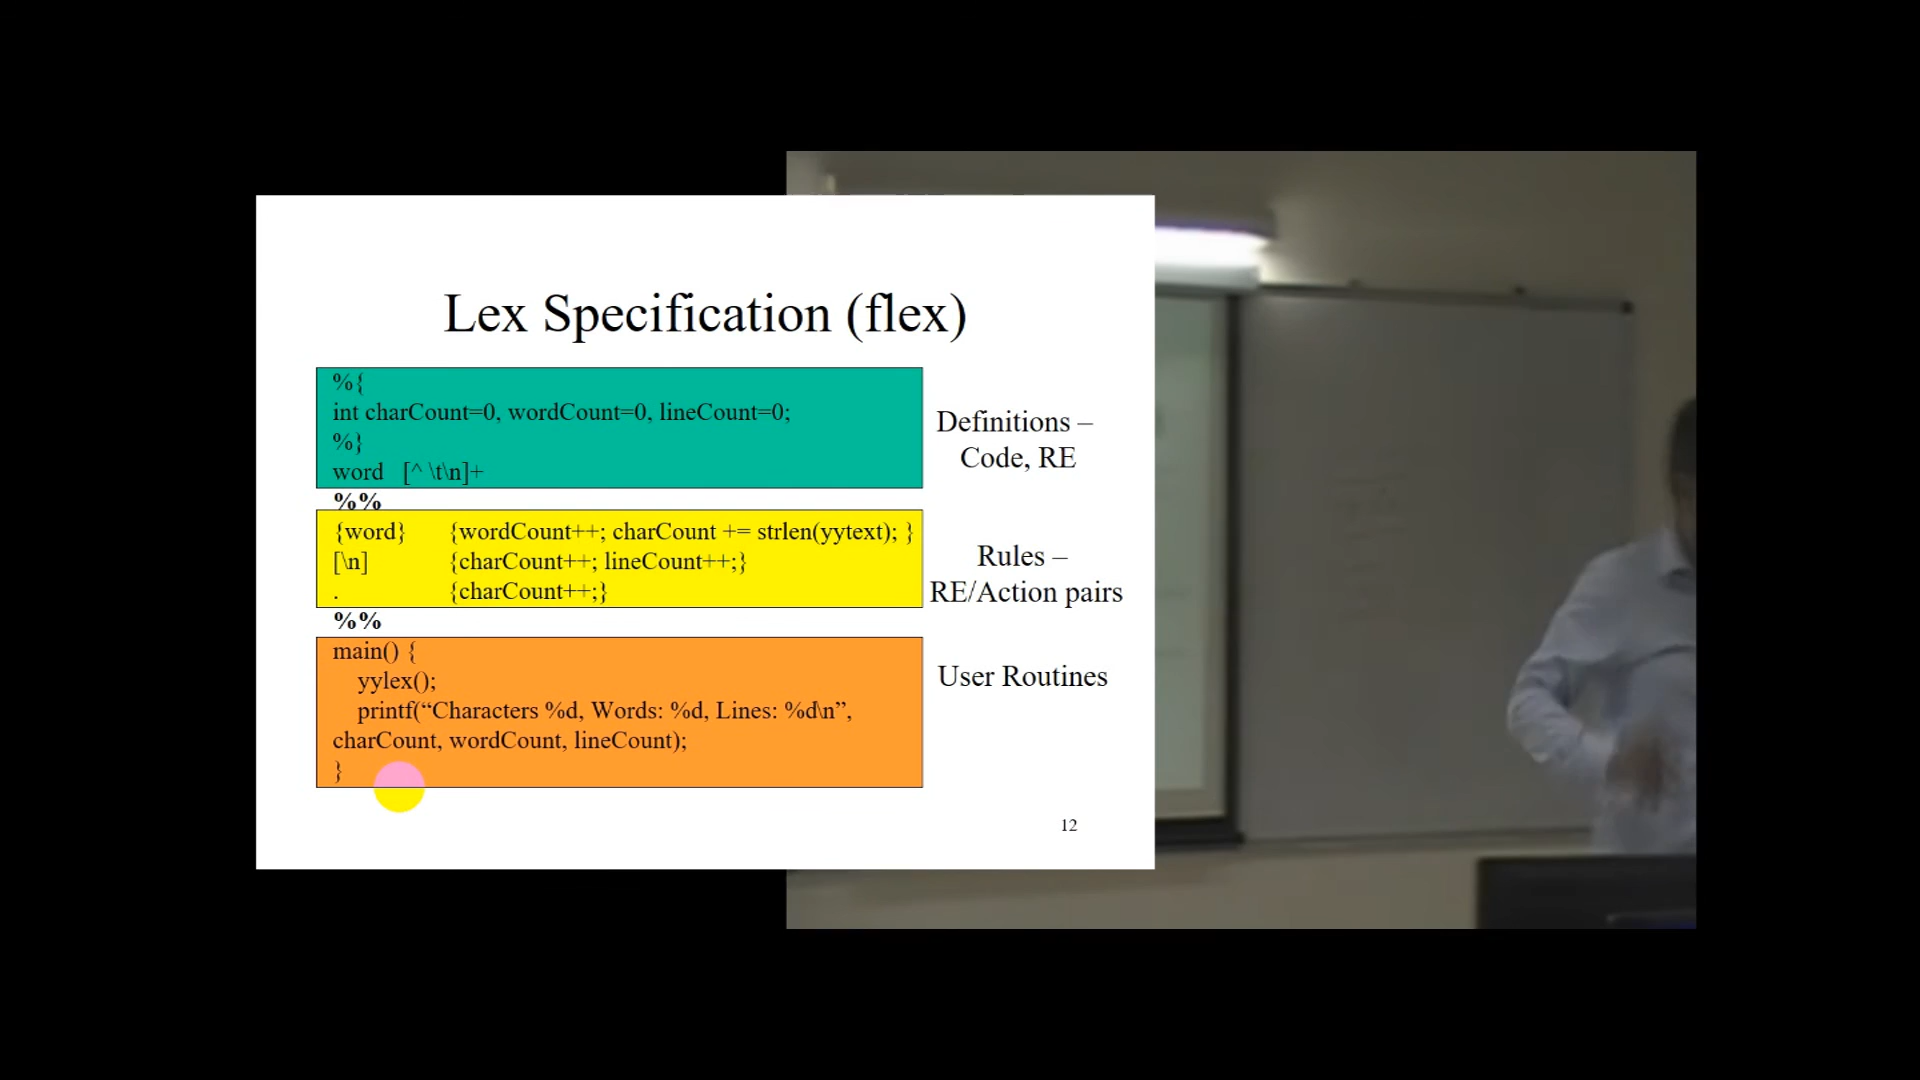 Lex Specification (flex)
%{
int charCount=0, wordCount=0, lineCount=0;
%}
word [^ \t\n]+
Definitions –
Code, RE
%%
{word} {wordCount++; charCount += strlen(yytext); }
[\n] {charCount++; lineCount++;}
. {charCount++;}
Rules –
RE/Action pairs
%%
main() {
yylex();
printf(“Characters %d, Words: %d, Lines: %d\n”,
charCount, wordCount, lineCount);
}
User Routines
12